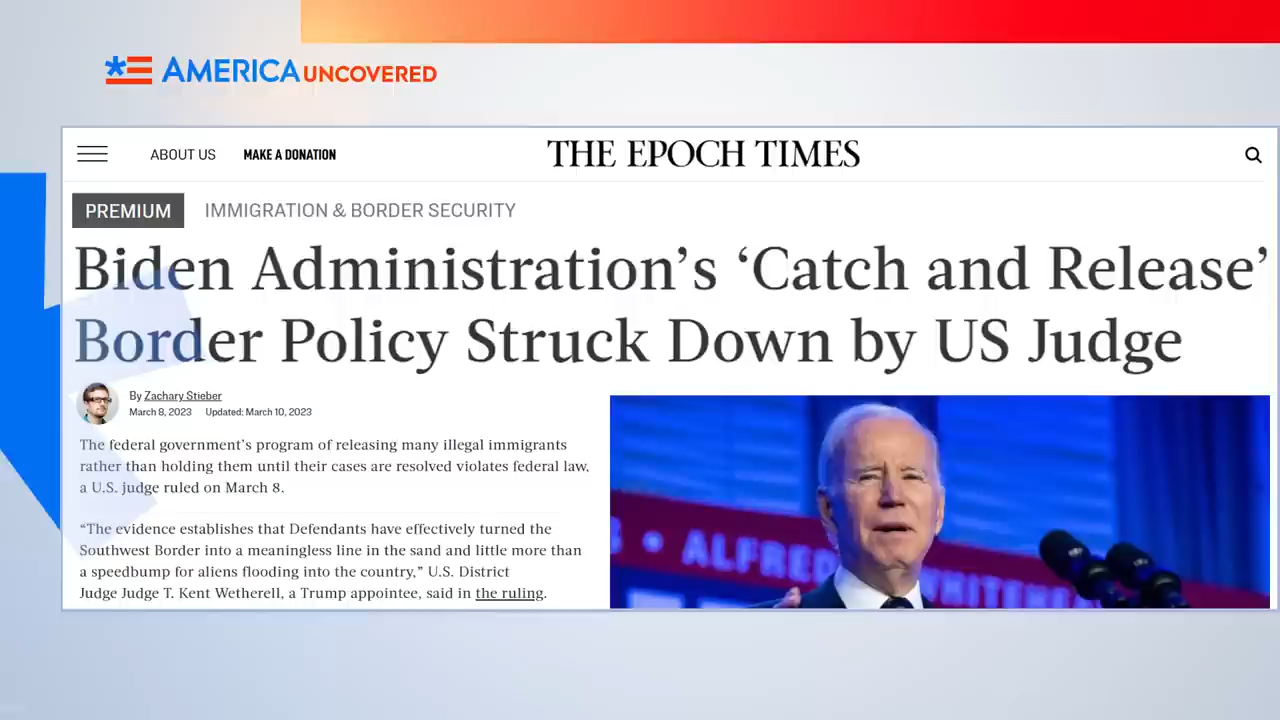 AMERICA UNCOVERED
ABOUT US MAKE A DONATION THE EPOCH TIMES
PREMIUM IMMIGRATION & BORDER SECURITY
Biden Administration’s ‘Catch and Release’
Border Policy Struck Down by US Judge
By Zachary Stieber
March 8, 2023 Updated: March 10, 2023
The federal government’s program of releasing many illegal immigrants
rather than holding them until their cases are resolved violates federal law,
a U.S. judge ruled on March 8.
“The evidence establishes that Defendants have effectively turned the
Southwest Border into a meaningless line in the sand and little more than
a speedbump for aliens flooding into the country,” U.S. District
Judge Judge T. Kent Wetherell, a Trump appointee, said in the ruling.
S • ALFRED WHITEHEA